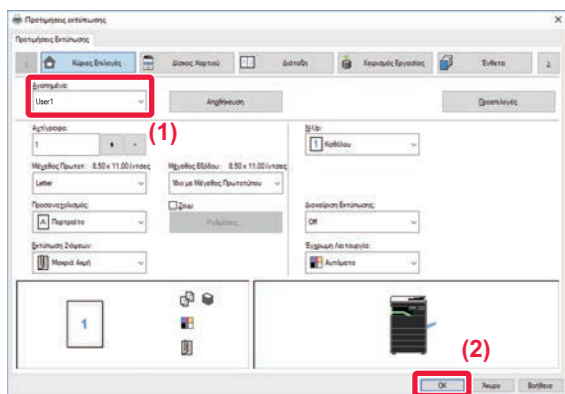 Προτιμήσεις εκτύπωσης
Προτιμήσεις Εκτύπωσης
Κύριες Επιλογές Δίσκος Χαρτιού Διάταξη Χειρισμός Εργασίας Ένθετα
Αγαπημένα:
User1 Αποθήκευση Προεπιλογές
(1)
Αντίγραφα: N-Up:
1 + - 1 Καθόλου
Μέγεθος Πρωτοτ: 8.50 x 11.00 ίντσες Μέγεθος Εξόδου: 8.50 x 11.00 ίντσες
Letter Ίδιο με Μέγεθος Πρωτοτύπου
Προσανατολισμός: Ζουμ Διαχείριση Εκτύπωσης:
A Πορτραίτο Ρυθμίσεις... Off
Εκτύπωση 2-όψεων: Έγχρωμη Λειτουργία:
Μακριά Ακμή Αυτόματο
1
(2)
OK Άκυρο Βοήθεια